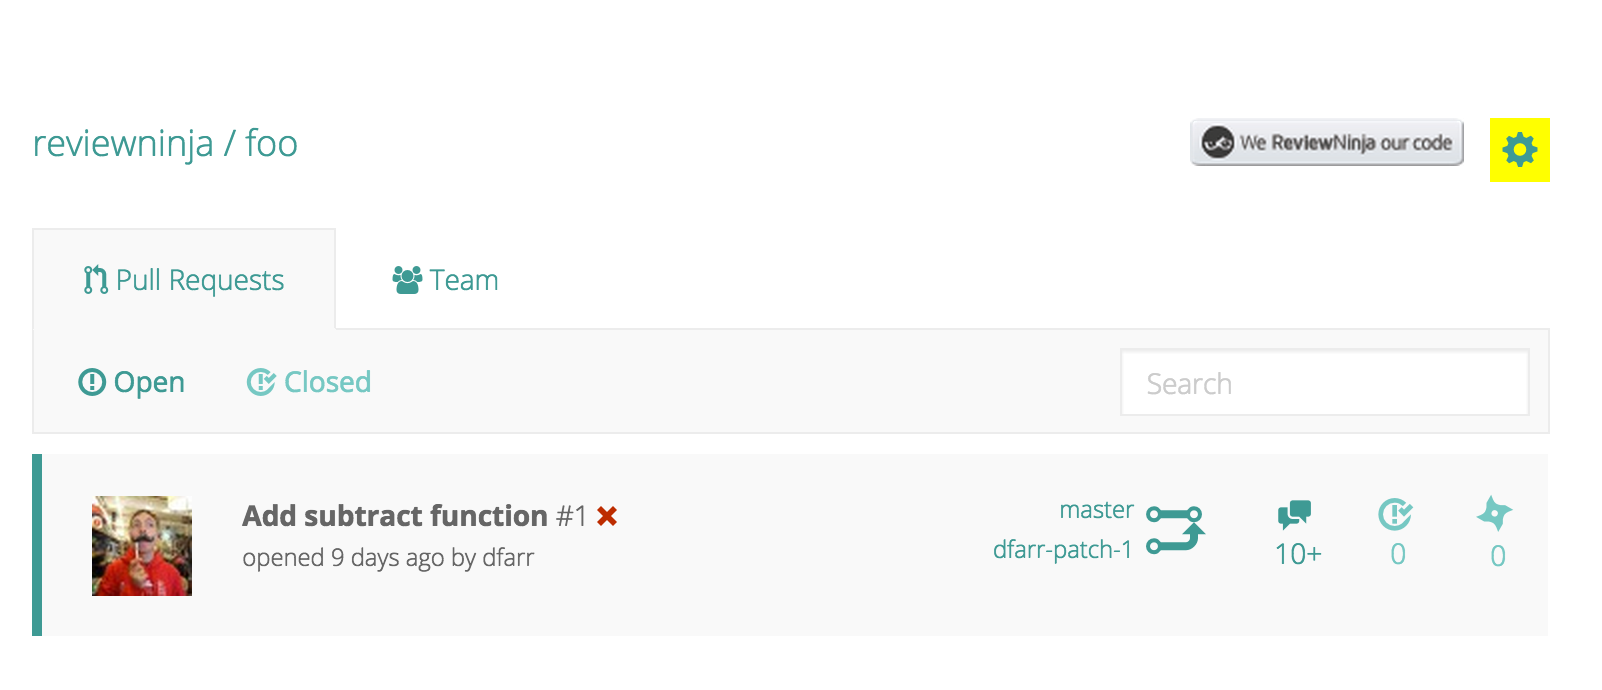 reviewninja / foo
We ReviewNinja our code
Pull Requests
Team
Open
Closed
Search
Add subtract function #1
opened 9 days ago by dfarr
master
dfarr-patch-1
10+
0
0